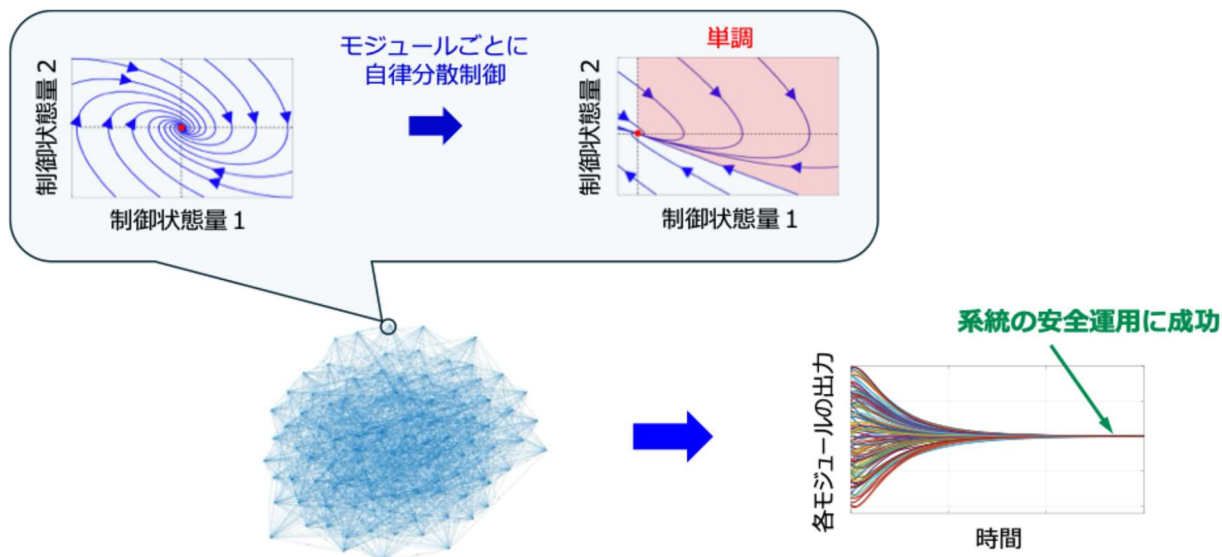 モジュールごとに
自律分散制御
単調
制御状態量 2
制御状態量 1
制御状態量 2
制御状態量 1
系統の安全運用に成功
各モジュールの出力
時間